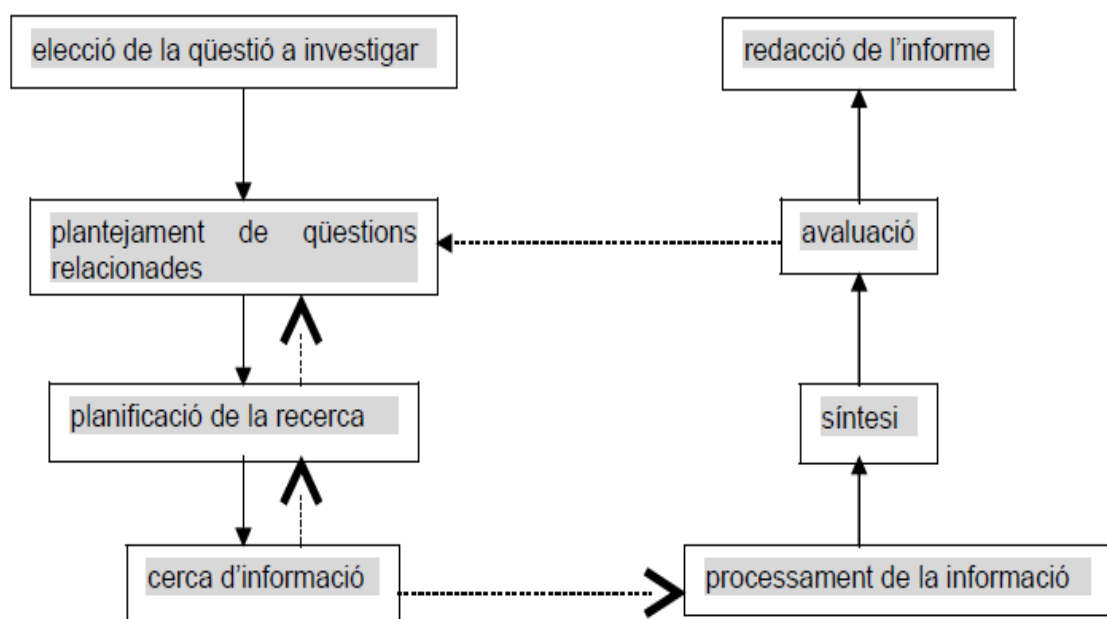 elecció de la qüestió a investigar
redacció de l'informe
plantejament de qüestions
relacionades
avaluació
planificació de la recerca
síntesi
cerca d'informació
processament de la informació